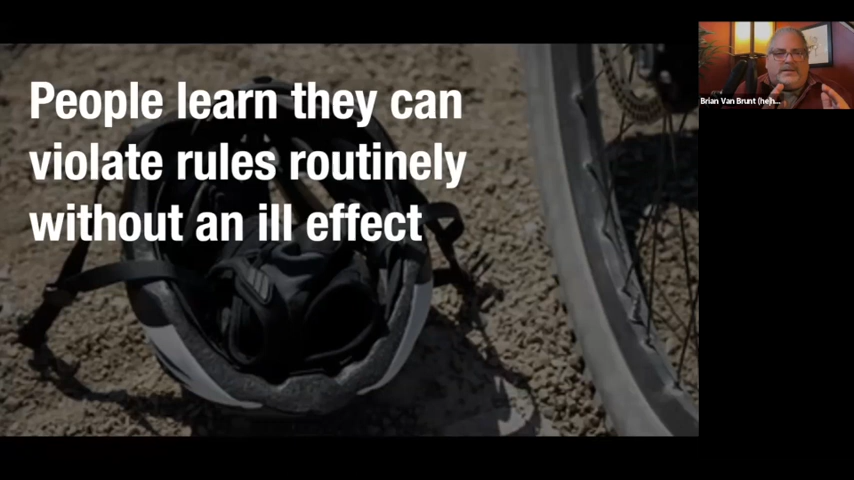 People learn they can
violate rules routinely
without an ill effect
Brian Van Brunt (he/h...